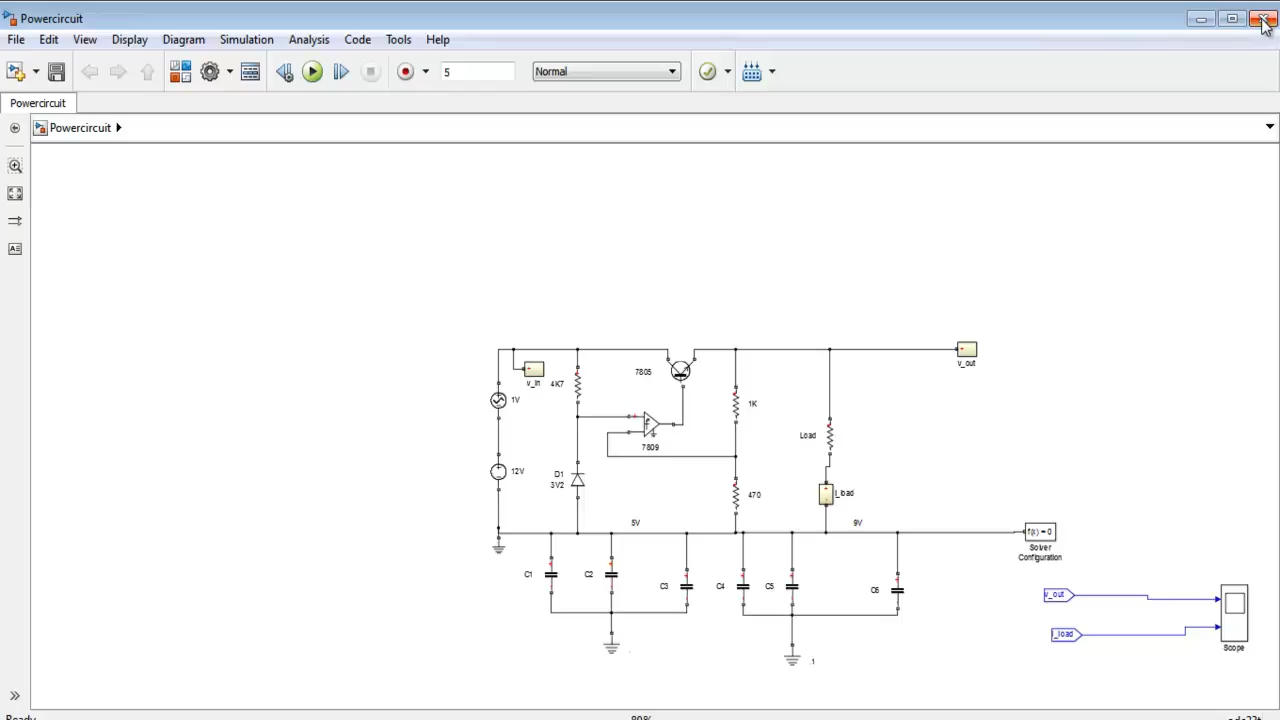 Powercircuit
File Edit View Display Diagram Simulation Analysis Code Tools Help
5 Normal
Powercircuit
Powercircuit
v_out
v_in
4K7
7805
1V
1K
Load
7809
12V
D1
3V2
470
I_load
5V
9V
f(x) = 0
Solver
Configuration
C1
C2
C3
C4
C5
C6
v_out
I_load
Scope
.1
Ready
80%